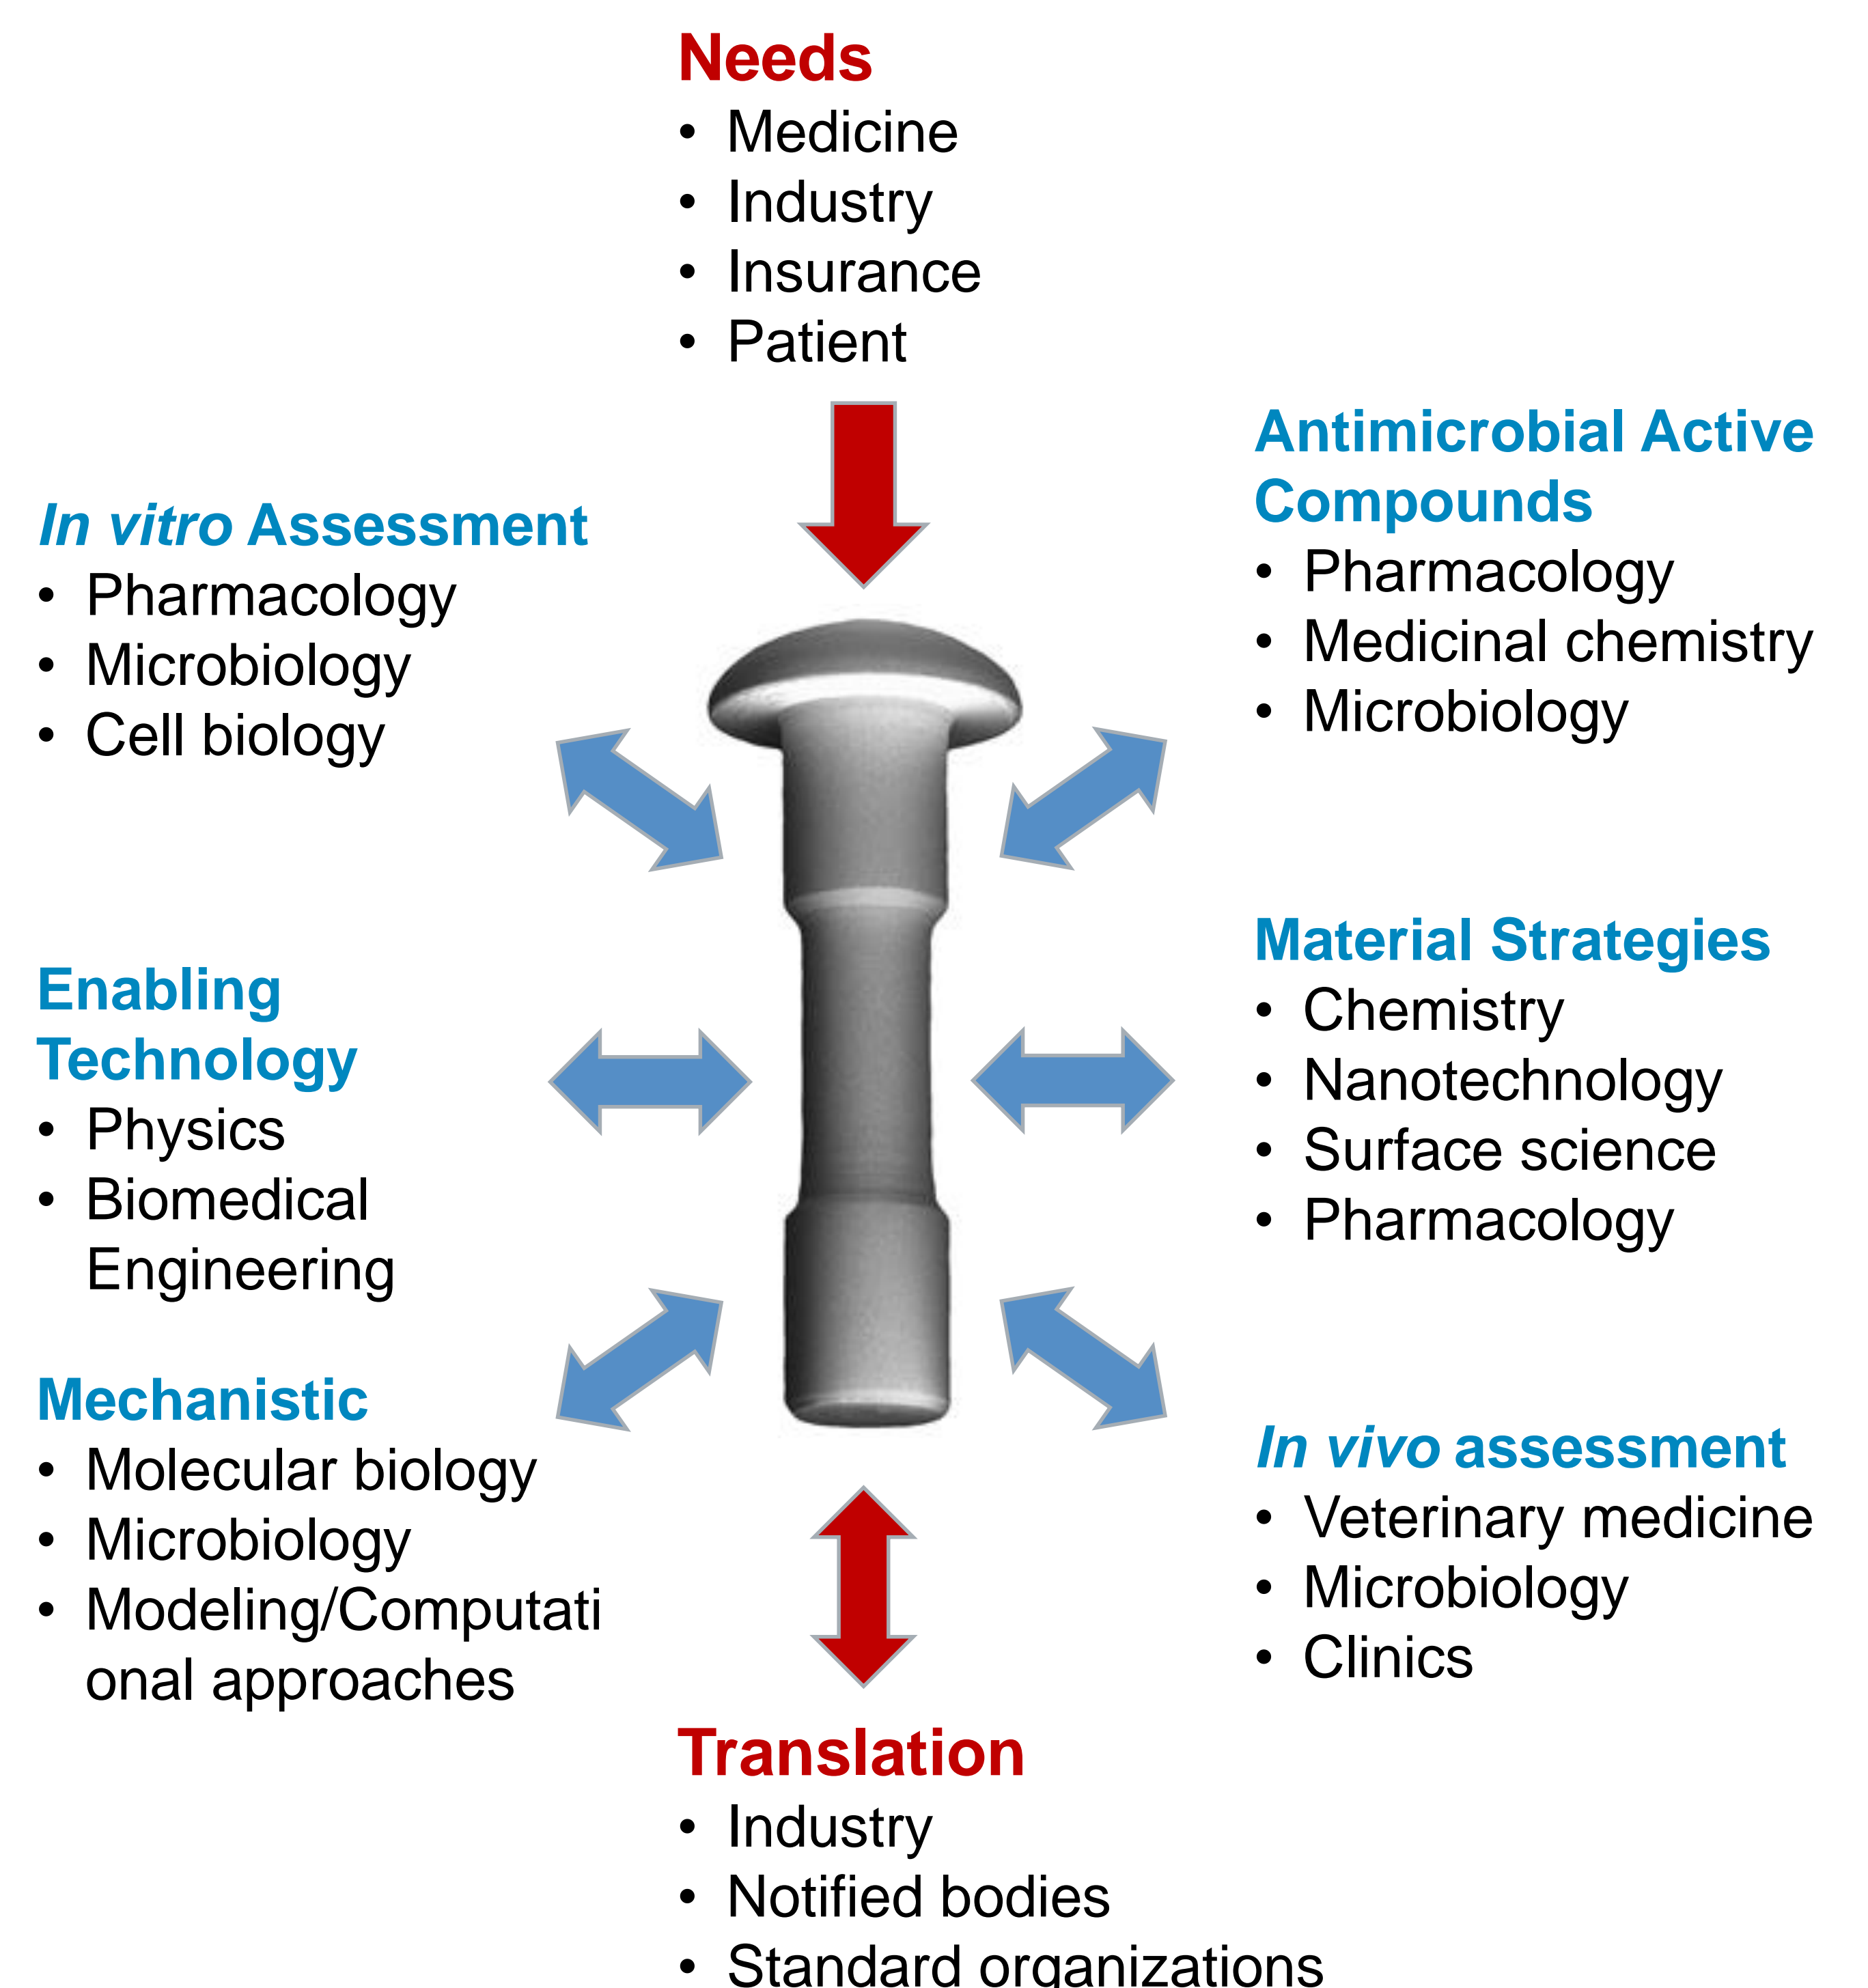 Needs
• Medicine
• Industry
• Insurance
• Patient
In vitro Assessment
• Pharmacology
• Microbiology
• Cell biology
Antimicrobial Active
Compounds
• Pharmacology
• Medicinal chemistry
• Microbiology
Enabling
Technology
• Physics
• Biomedical
Engineering
Material Strategies
• Chemistry
• Nanotechnology
• Surface science
• Pharmacology
Mechanistic
• Molecular biology
• Microbiology
• Modeling/Computati
onal approaches
In vivo assessment
• Veterinary medicine
• Microbiology
• Clinics
Translation
• Industry
• Notified bodies
• Standard organizations